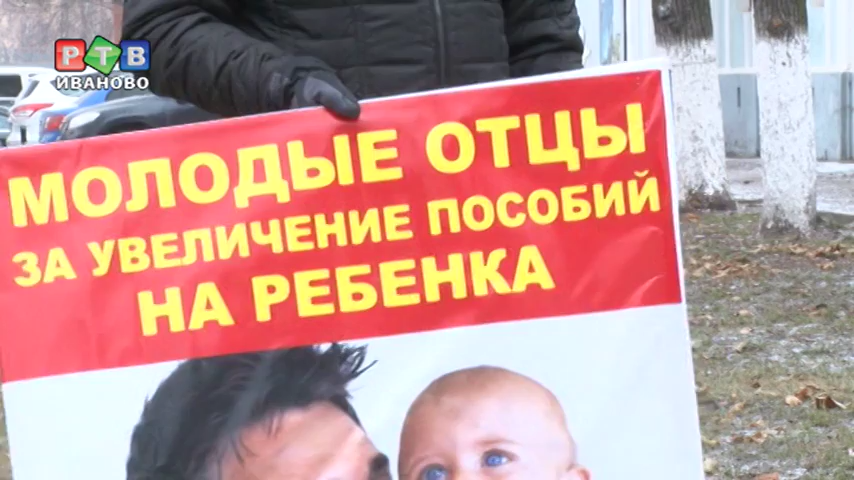 РТВ
ИВАНОВО
МОЛОДЫЕ ОТЦЫ
ЗА УВЕЛИЧЕНИЕ ПОСОБИЙ
НА РЕБЕНКА